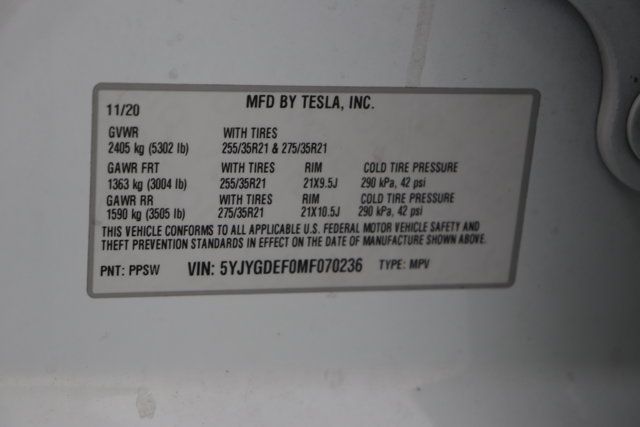 MFD BY TESLA, INC.
11/20
GVWR WITH TIRES
2405 kg (5302 lb) 255/35R21 & 275/35R21
GAWR FRT WITH TIRES RIM COLD TIRE PRESSURE
1363 kg (3004 lb) 255/35R21 21X9.5J 290 kPa, 42 psi
GAWR RR WITH TIRES RIM COLD TIRE PRESSURE
1590 kg (3505 lb) 275/35R21 21X10.5J 290 kPa, 42 psi
THIS VEHICLE CONFORMS TO ALL APPLICABLE U.S. FEDERAL MOTOR VEHICLE SAFETY AND
THEFT PREVENTION STANDARDS IN EFFECT ON THE DATE OF MANUFACTURE SHOWN ABOVE.
PNT: PPSW VIN: 5YJYGDEF0MF070236 TYPE: MPV